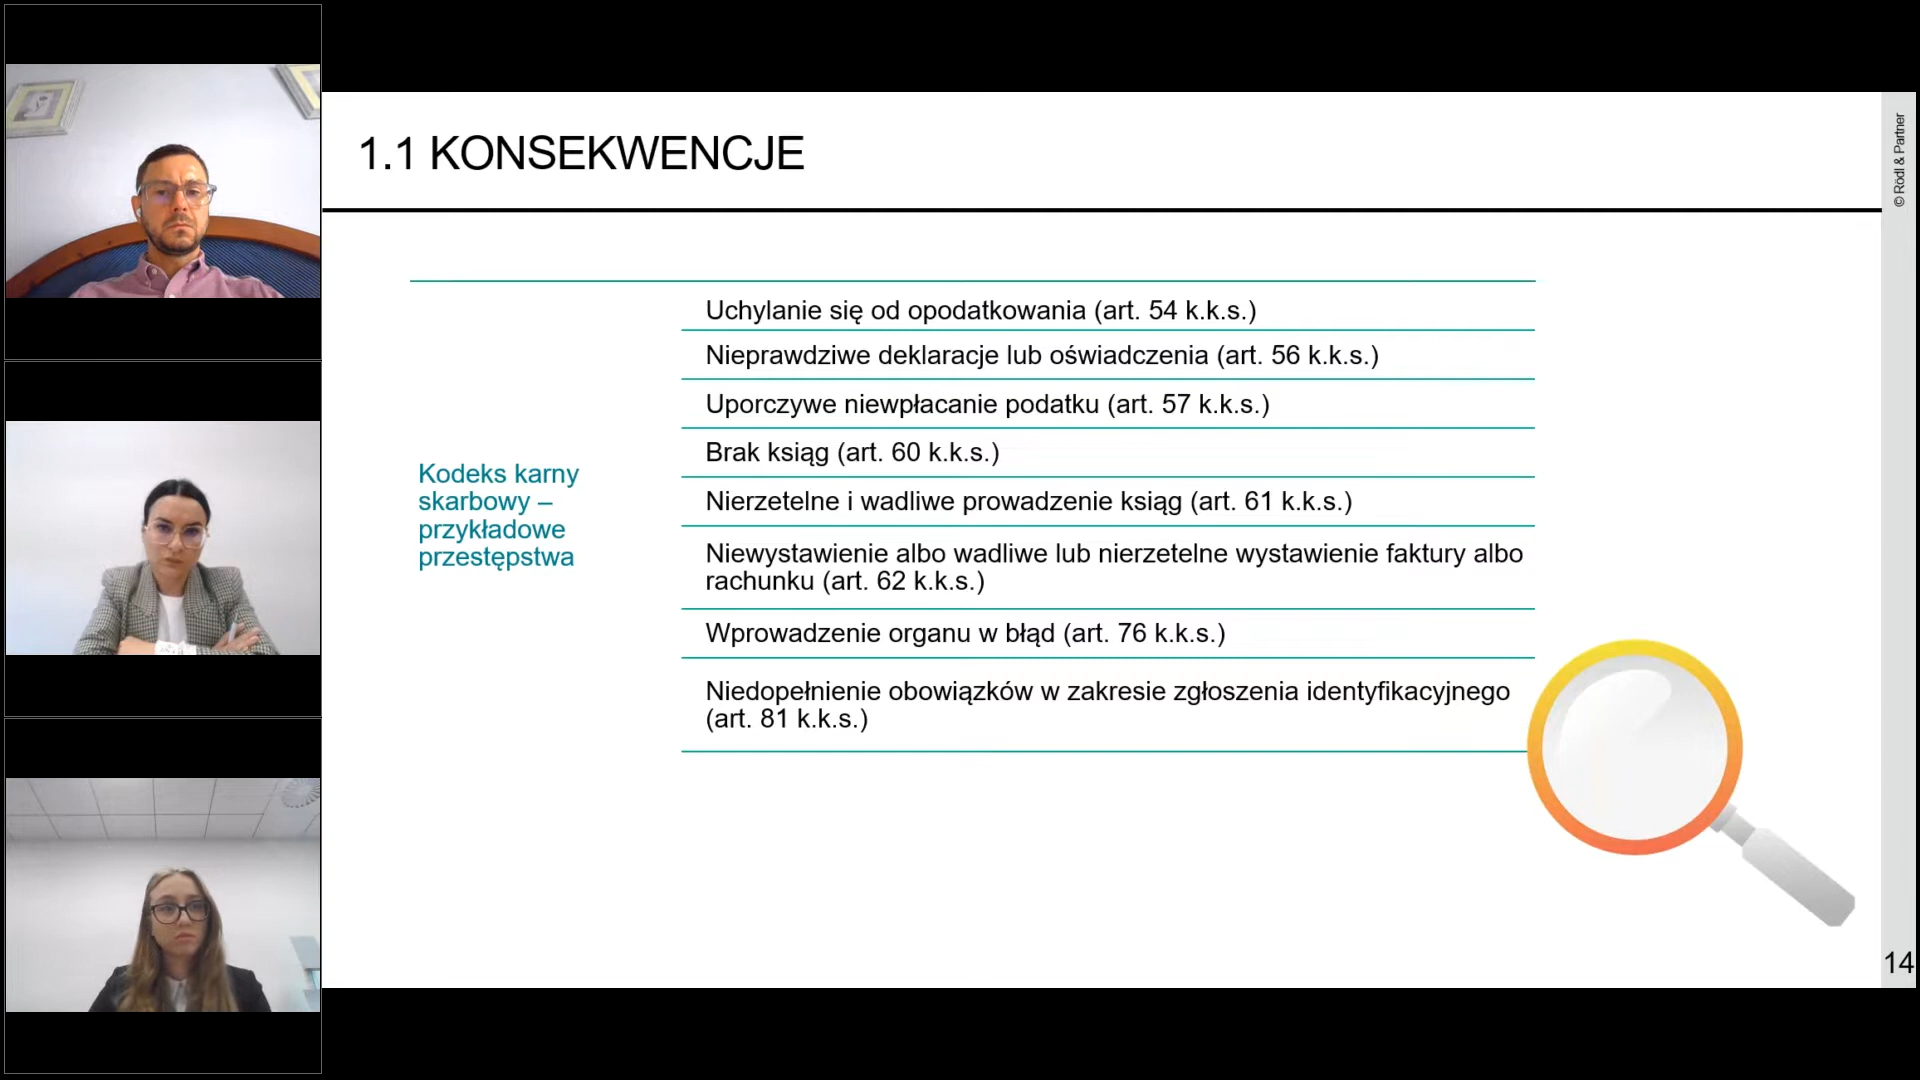 1.1 KONSEKWENCJE
© Rödl & Partner
Kodeks karny
skarbowy –
przykładowe
przestępstwa
Uchylanie się od opodatkowania (art. 54 k.k.s.)
Nieprawdziwe deklaracje lub oświadczenia (art. 56 k.k.s.)
Uporczywe niewpłacanie podatku (art. 57 k.k.s.)
Brak ksiąg (art. 60 k.k.s.)
Nierzetelne i wadliwe prowadzenie ksiąg (art. 61 k.k.s.)
Niewystawienie albo wadliwe lub nierzetelne wystawienie faktury albo
rachunku (art. 62 k.k.s.)
Wprowadzenie organu w błąd (art. 76 k.k.s.)
Niedopełnienie obowiązków w zakresie zgłoszenia identyfikacyjnego
(art. 81 k.k.s.)
14